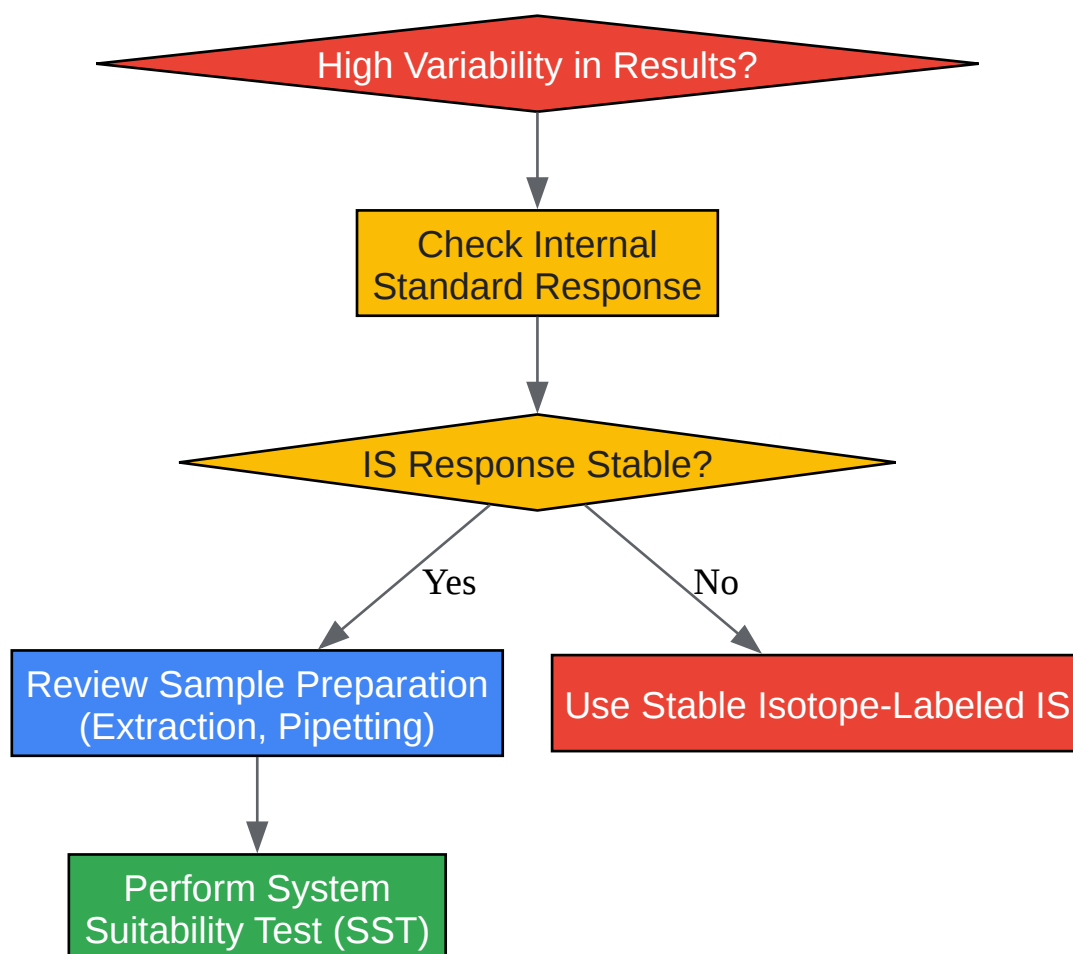 High Variability in Results?
Check Internal
Standard Response
IS Response Stable?
Yes
No
Review Sample Preparation
(Extraction, Pipetting)
Use Stable Isotope-Labeled IS
Perform System
Suitability Test (SST)